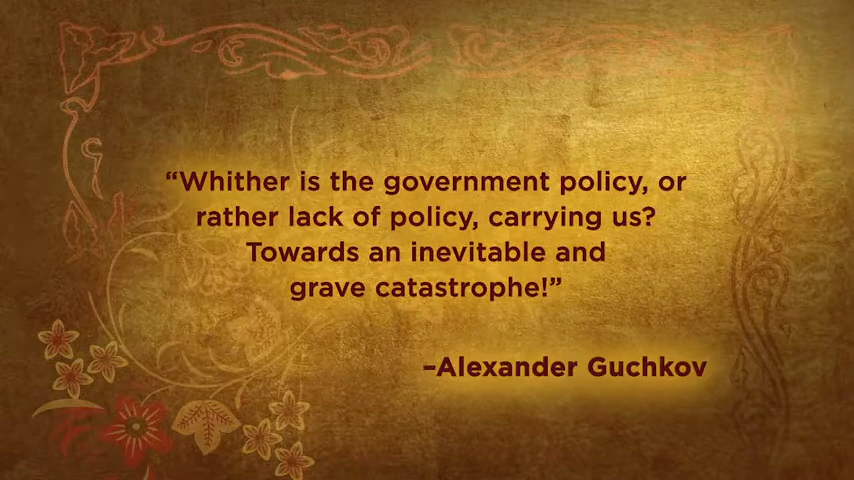 “Whither is the government policy, or
rather lack of policy, carrying us?
Towards an inevitable and
grave catastrophe!”
–Alexander Guchkov